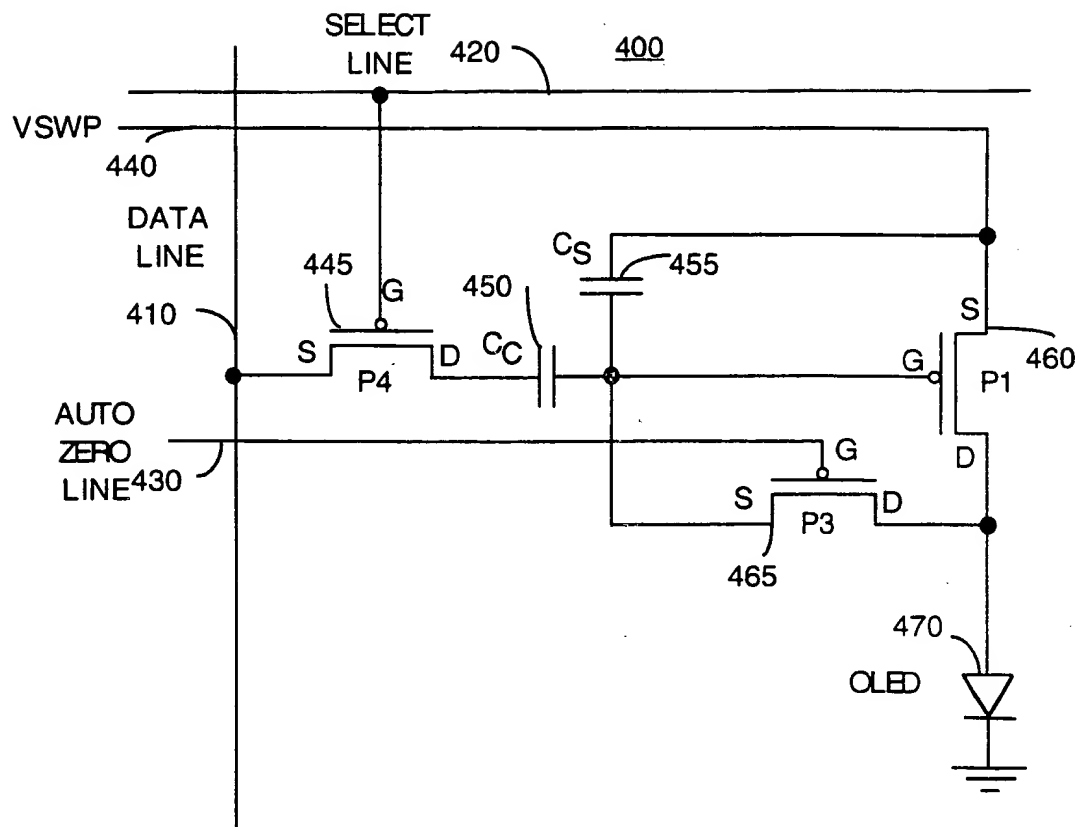 SELECT
LINE
420
400
VSWP
440
DATA
LINE
445
G
450
CS
455
410
S
D
P4
CC
S
460
G
P1
D
AUTO
ZERO
LINE
430
G
S
D
P3
465
470
OLED